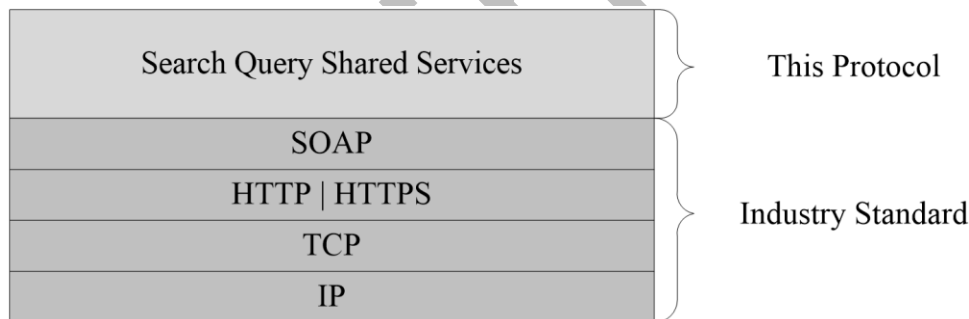 Search Query Shared Services
This Protocol
SOAP
HTTP | HTTPS
TCP
IP
Industry Standard